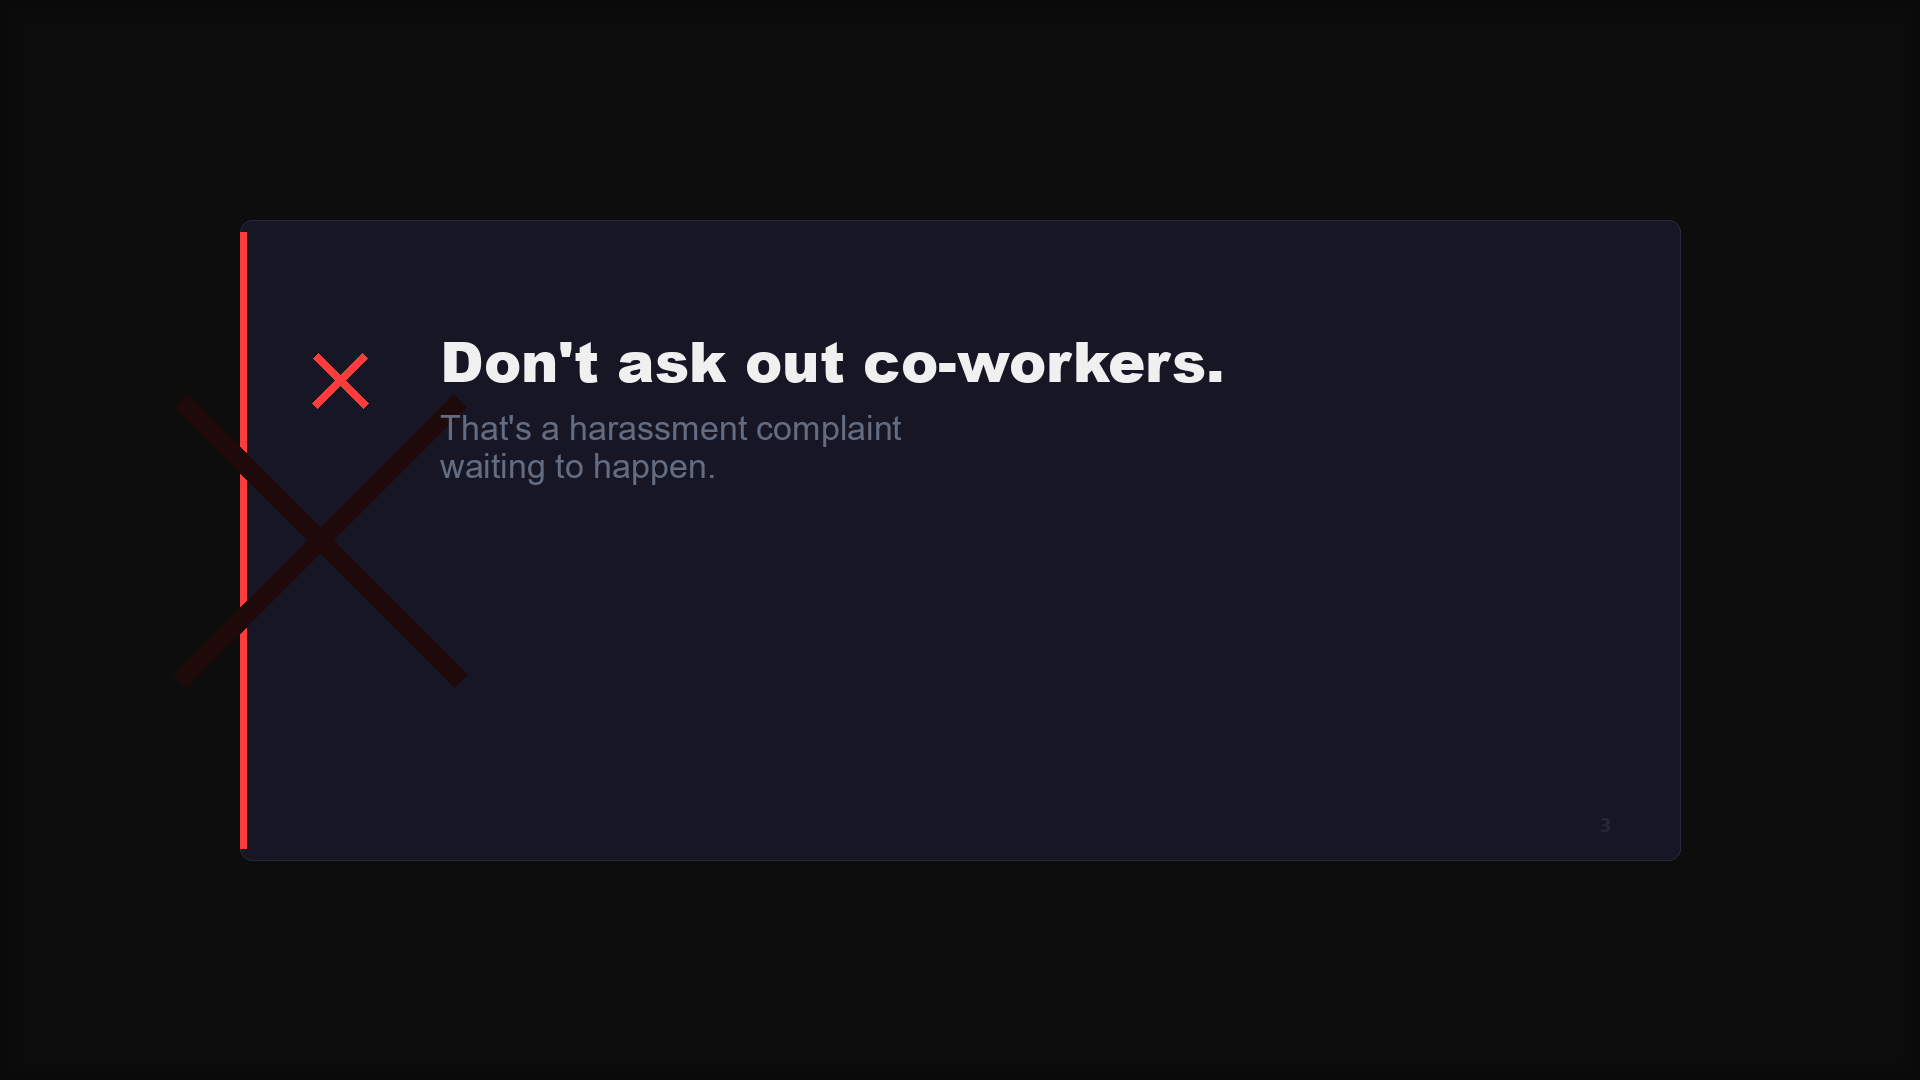 Don't ask out co-workers.
That's a harassment complaint
waiting to happen.
3